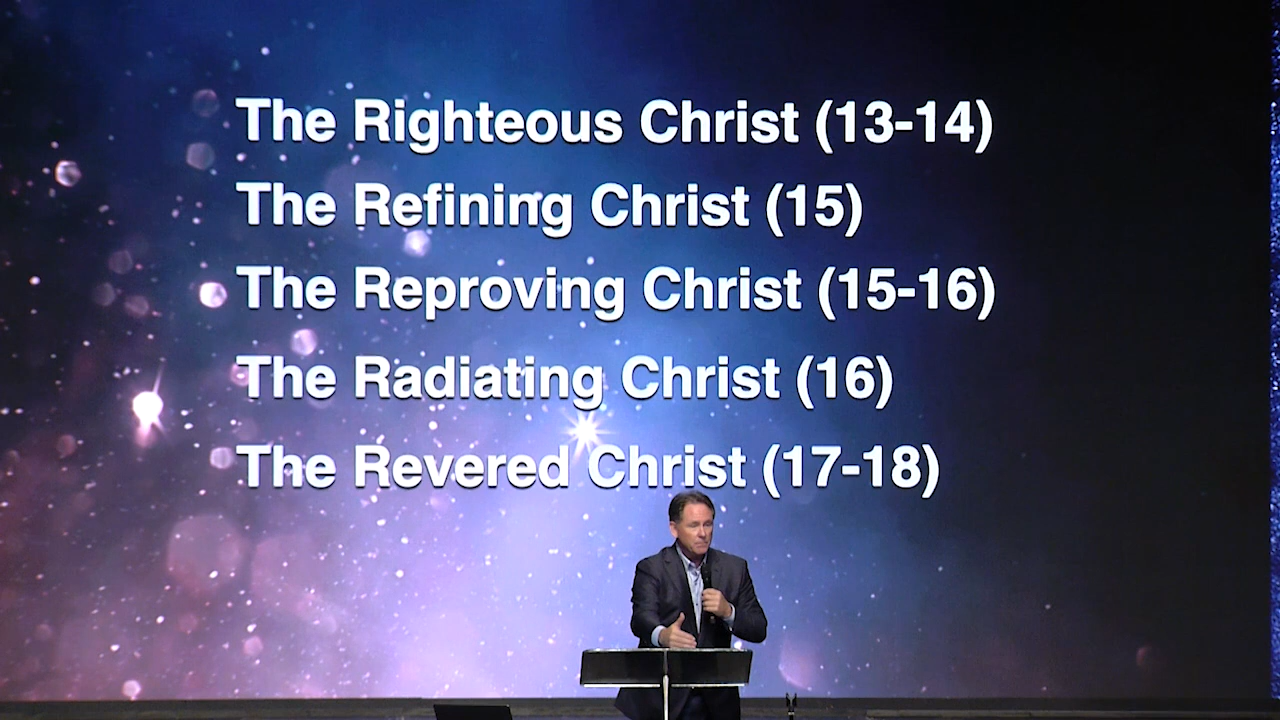 The Righteous Christ (13-14)
The Refining Christ (15)
The Reproving Christ (15-16)
The Radiating Christ (16)
The Revered Christ (17-18)